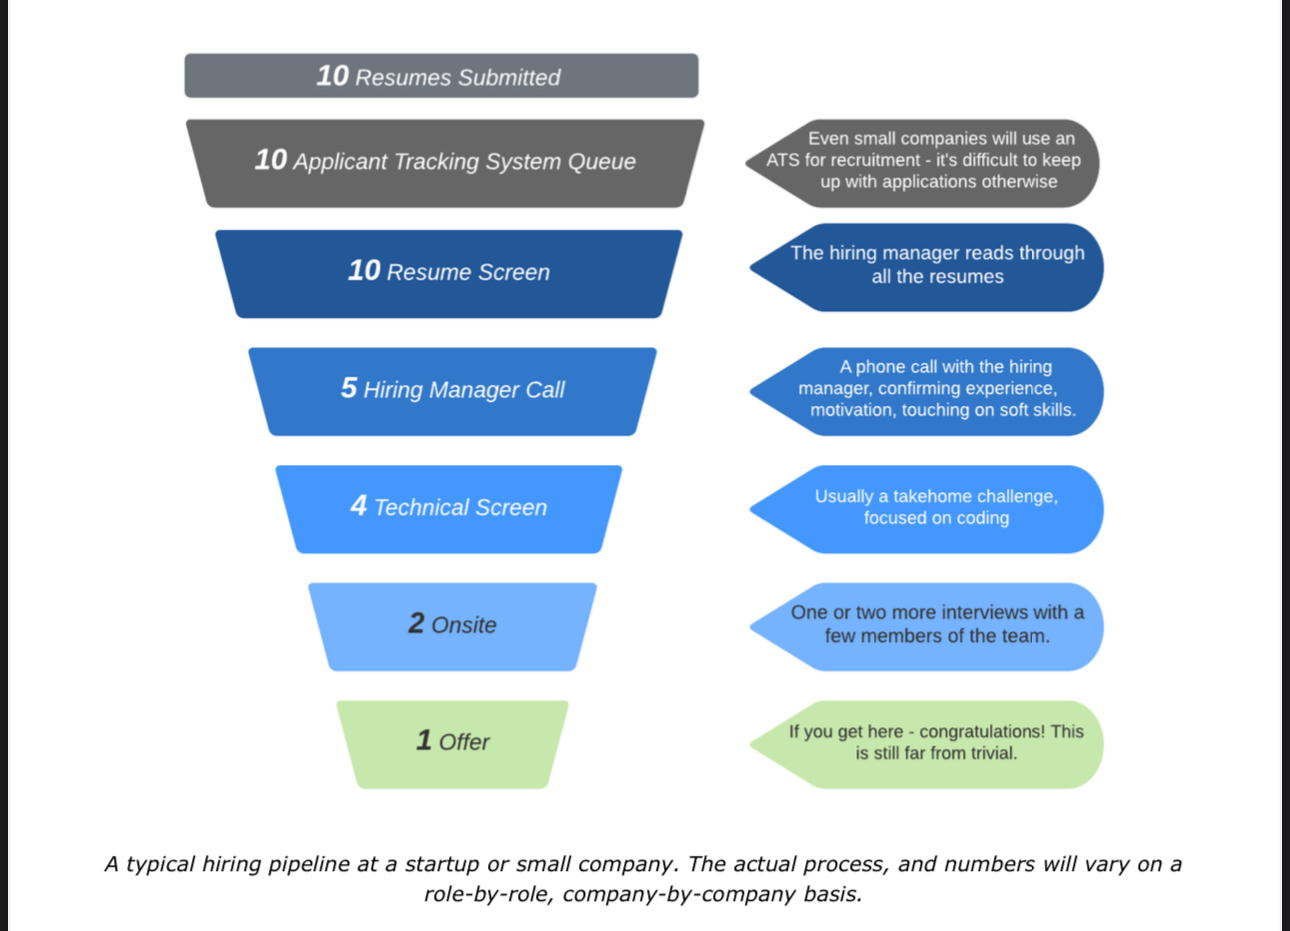 10 Resumes Submitted
10 Applicant Tracking System Queue
Even small companies will use an
ATS for recruitment - it's difficult to keep
up with applications otherwise
10 Resume Screen
The hiring manager reads through
all the resumes
5 Hiring Manager Call
A phone call with the hiring
manager, confirming experience,
motivation, touching on soft skills.
4 Technical Screen
Usually a takehome challenge,
focused on coding
2 Onsite
One or two more interviews with a
few members of the team.
1 Offer
If you get here - congratulations! This
is still far from trivial.
A typical hiring pipeline at a startup or small company. The actual process, and numbers will vary on a
role-by-role, company-by-company basis.